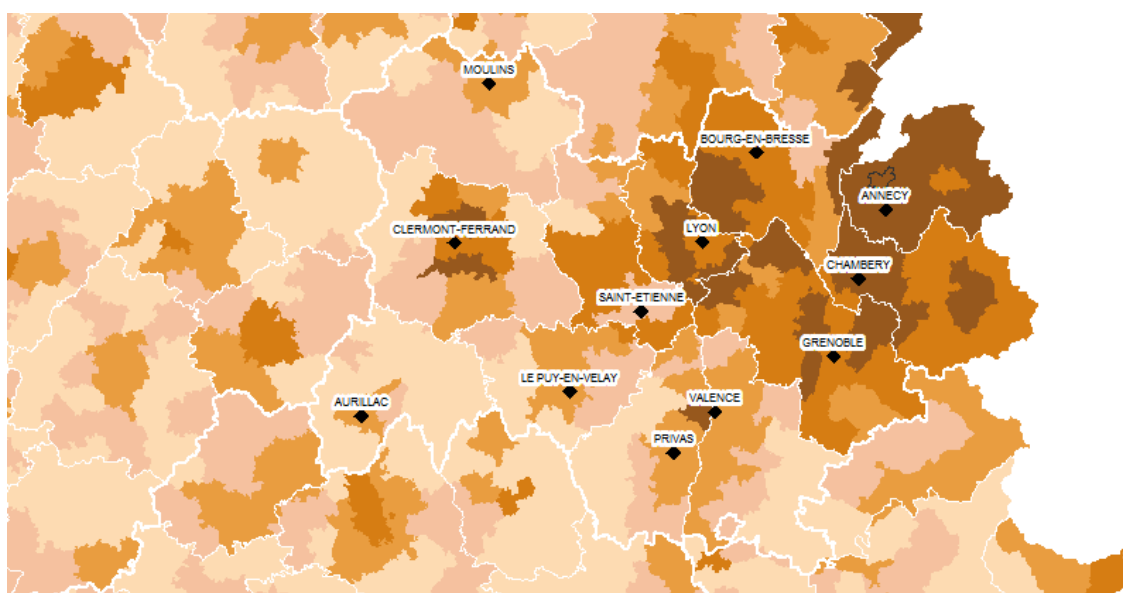 MOULINS
BOURG-EN-BRESSE
ANNECY
CLERMONT-FERRAND
LYON
CHAMBERY
SAINT-ETIENNE
GRENOBLE
LE PUY-EN-VELAY
AURILLAC
VALENCE
PRIVAS